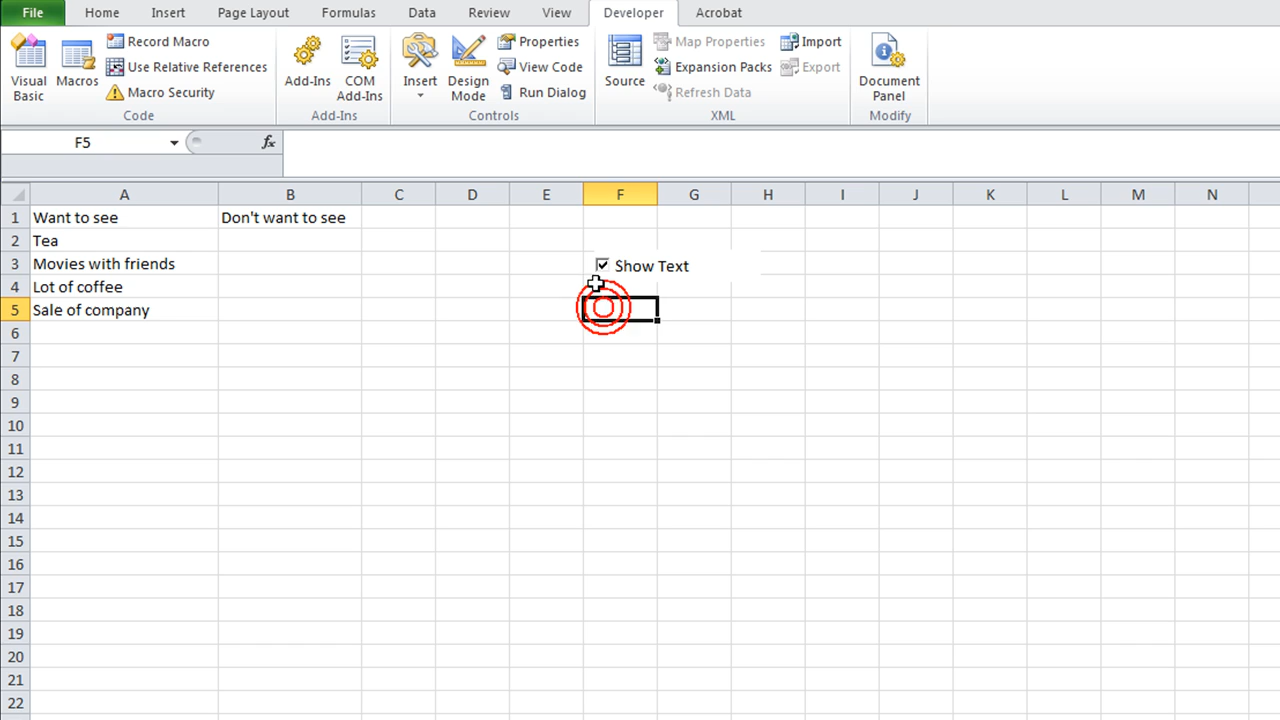 File Home Insert Page Layout Formulas Data Review View Developer Acrobat
Visual Basic
Macros
Record Macro
Use Relative References
Macro Security
Code
Add-Ins
COM Add-Ins
Add-Ins
Insert
Design Mode
Properties
View Code
Run Dialog
Controls
Source
Map Properties
Expansion Packs
Refresh Data
Import
Export
XML
Document Panel
Modify
F5 fx
A B C D E F G H I J K L M N
1 Want to see Don't want to see
2 Tea
3 Movies with friends Show Text
4 Lot of coffee
5 Sale of company
6
7
8
9
10
11
12
13
14
15
16
17
18
19
20
21
22